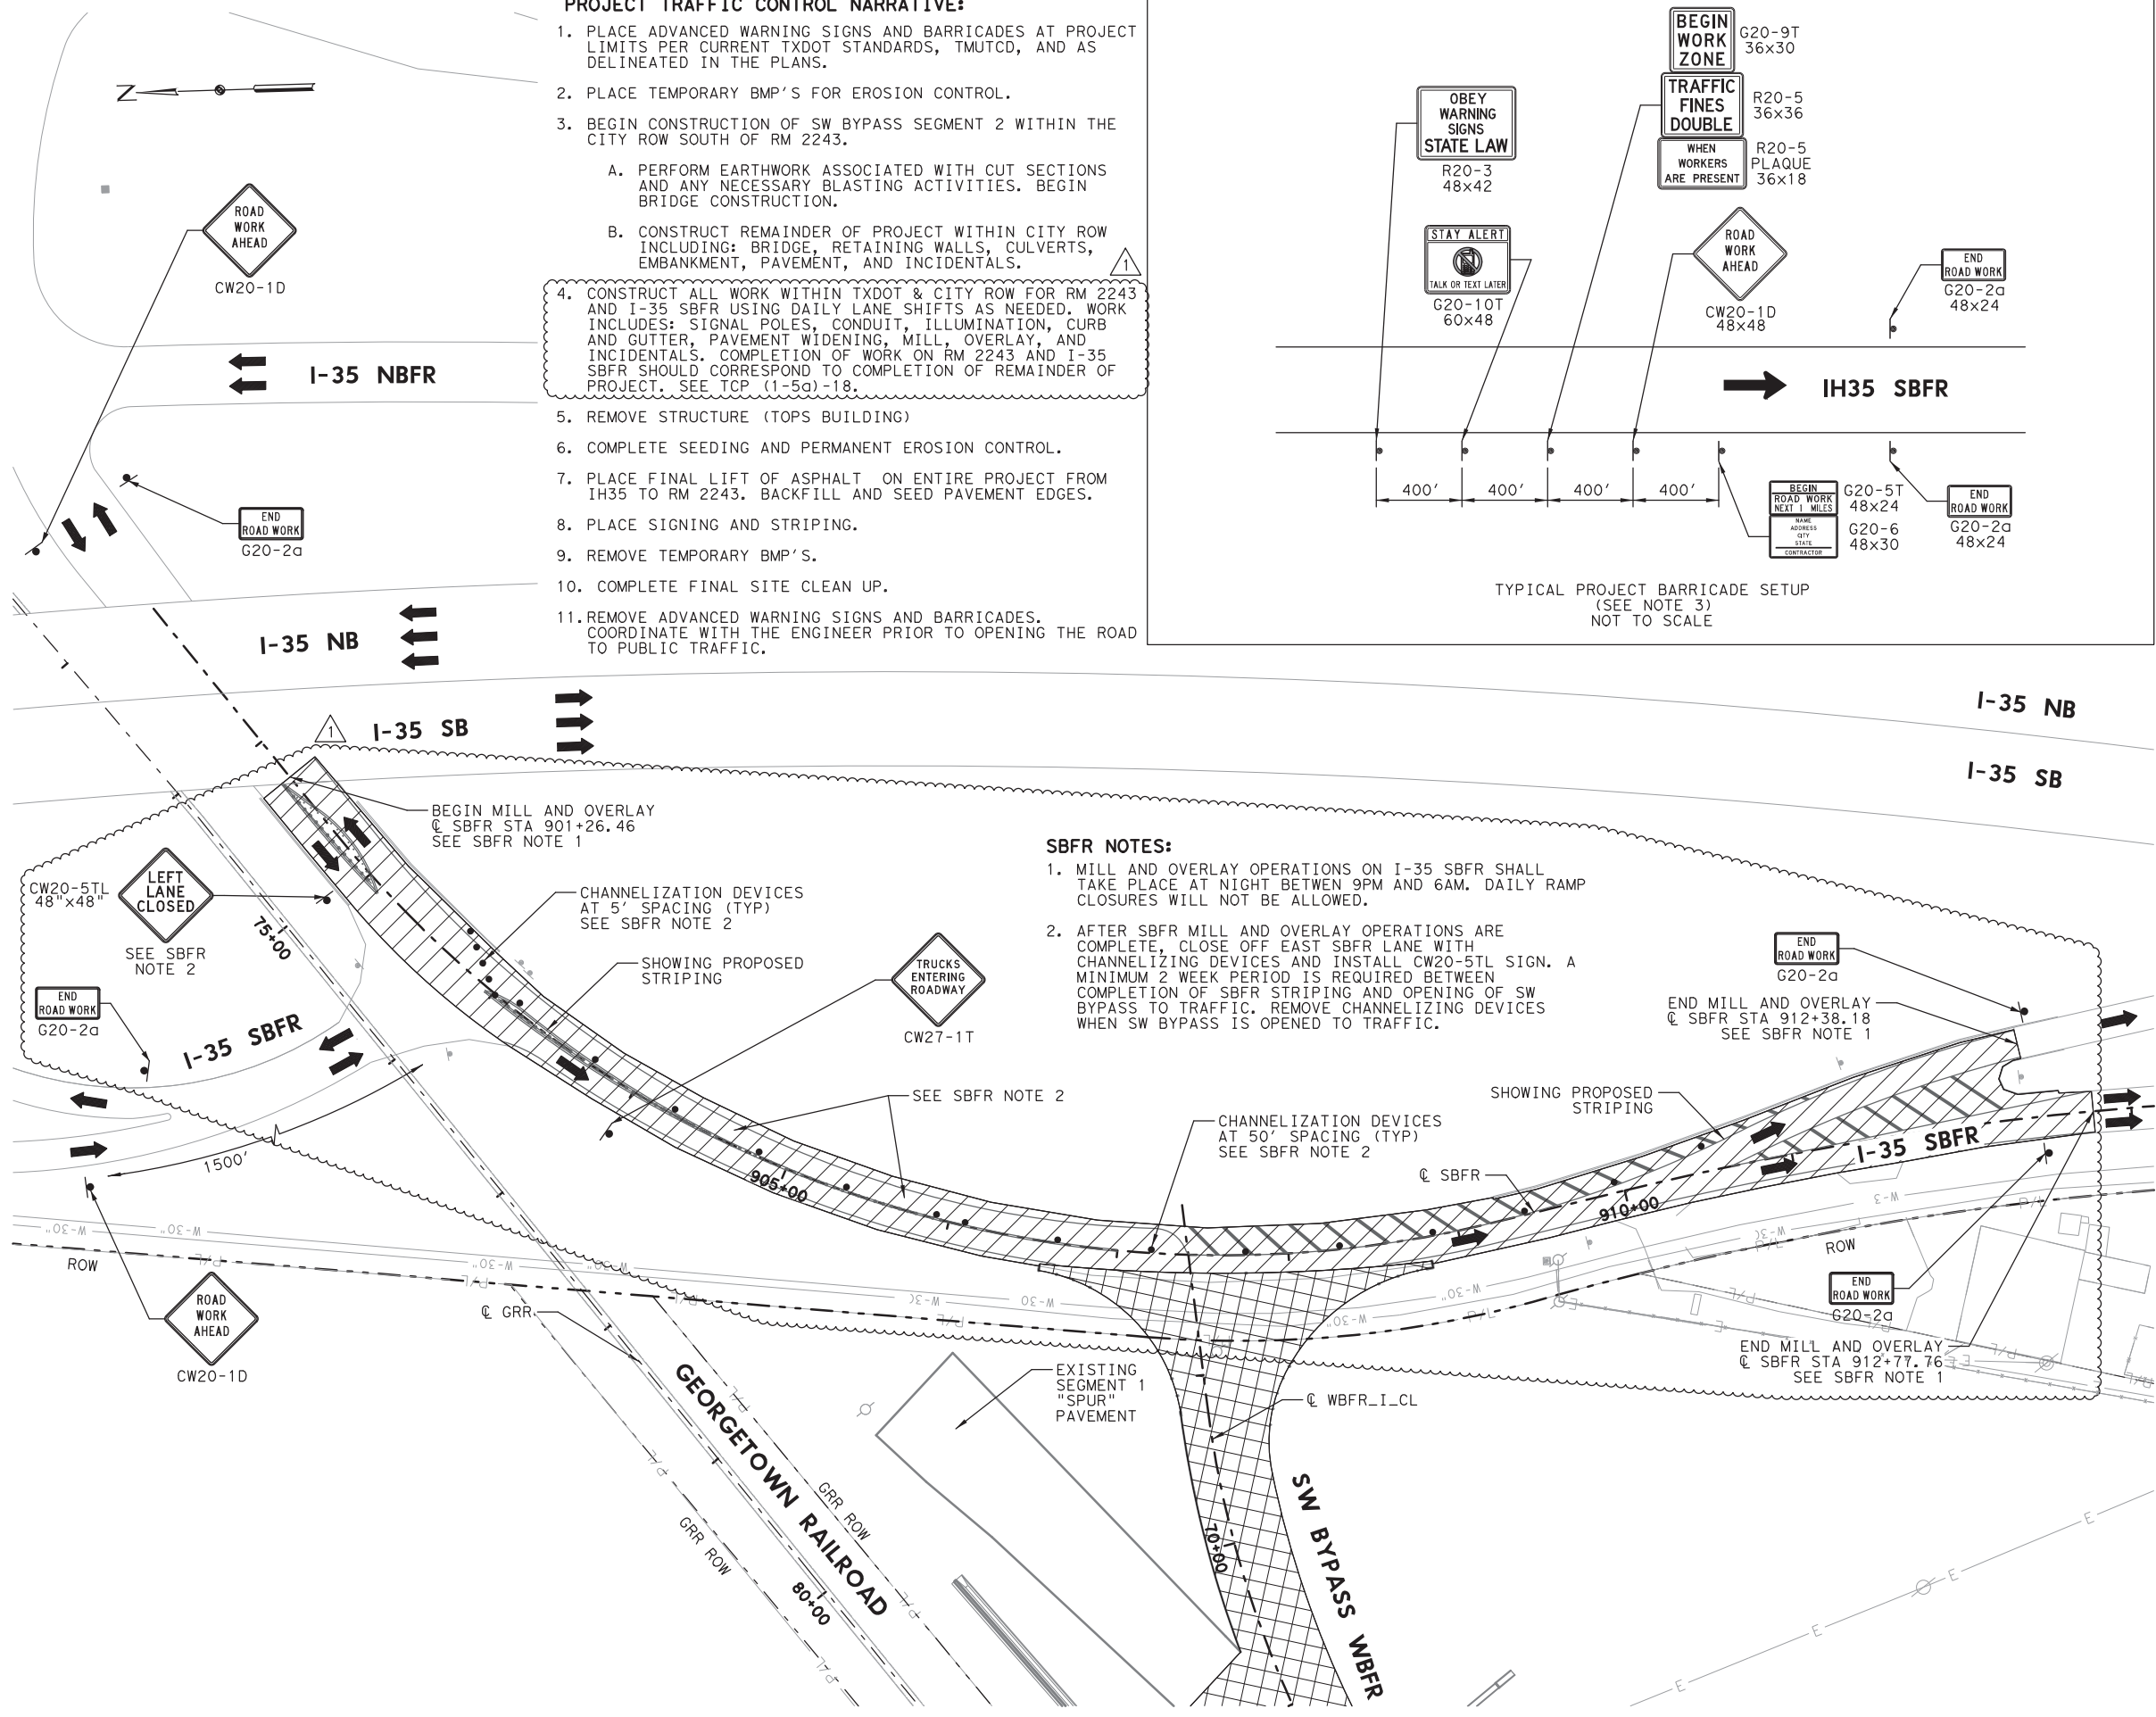 PROJECT TRAFFIC CONTROL NARRATIVE:
1. PLACE ADVANCED WARNING SIGNS AND BARRICADES AT PROJECT
LIMITS PER CURRENT TXDOT STANDARDS, TMUTCD, AND AS
DELINEATED IN THE PLANS.
2. PLACE TEMPORARY BMP'S FOR EROSION CONTROL.
3. BEGIN CONSTRUCTION OF SW BYPASS SEGMENT 2 WITHIN THE
CITY ROW SOUTH OF RM 2243.
A. PERFORM EARTHWORK ASSOCIATED WITH CUT SECTIONS
AND ANY NECESSARY BLASTING ACTIVITIES. BEGIN
BRIDGE CONSTRUCTION.
B. CONSTRUCT REMAINDER OF PROJECT WITHIN CITY ROW
INCLUDING: BRIDGE, RETAINING WALLS, CULVERTS,
EMBANKMENT, PAVEMENT, AND INCIDENTALS.
1
4. CONSTRUCT ALL WORK WITHIN TXDOT & CITY ROW FOR RM 2243
AND I-35 SBFR USING DAILY LANE SHIFTS AS NEEDED. WORK
INCLUDES: SIGNAL POLES, CONDUIT, ILLUMINATION, CURB
AND GUTTER, PAVEMENT WIDENING, MILL, OVERLAY, AND
INCIDENTALS. COMPLETION OF WORK ON RM 2243 AND I-35
SBFR SHOULD CORRESPOND TO COMPLETION OF REMAINDER OF
PROJECT. SEE TCP (1-5a)-18.
5. REMOVE STRUCTURE (TOPS BUILDING)
6. COMPLETE SEEDING AND PERMANENT EROSION CONTROL.
7. PLACE FINAL LIFT OF ASPHALT ON ENTIRE PROJECT FROM
IH35 TO RM 2243. BACKFILL AND SEED PAVEMENT EDGES.
8. PLACE SIGNING AND STRIPING.
9. REMOVE TEMPORARY BMP'S.
10. COMPLETE FINAL SITE CLEAN UP.
11. REMOVE ADVANCED WARNING SIGNS AND BARRICADES.
COORDINATE WITH THE ENGINEER PRIOR TO OPENING THE ROAD
TO PUBLIC TRAFFIC.
Z
ROAD
WORK
AHEAD
CW20-1D
I-35 NBFR
END
ROAD WORK
G20-2a
I-35 NB
BEGIN
WORK
ZONE
G20-9T
36x30
TRAFFIC
FINES
DOUBLE
R20-5
36x36
WHEN
WORKERS
ARE PRESENT
R20-5
PLAQUE
36x18
OBEY
WARNING
SIGNS
STATE LAW
R20-3
48x42
STAY ALERT
TALK OR TEXT LATER
G20-10T
60x48
ROAD
WORK
AHEAD
CW20-1D
48x48
END
ROAD WORK
G20-2a
48x24
IH35 SBFR
400'
400'
400'
400'
BEGIN
ROAD WORK
NEXT 1 MILES
G20-5T
48x24
NAME
ADDRESS
CITY
STATE
CONTRACTOR
G20-6
48x30
END
ROAD WORK
G20-2a
48x24
TYPICAL PROJECT BARRICADE SETUP
(SEE NOTE 3)
NOT TO SCALE
1
I-35 SB
I-35 NB
I-35 SB
BEGIN MILL AND OVERLAY
℄ SBFR STA 901+26.46
SEE SBFR NOTE 1
CW20-5TL
48"x48"
LEFT
LANE
CLOSED
SEE SBFR
NOTE 2
75+00
CHANNELIZATION DEVICES
AT 5' SPACING (TYP)
SEE SBFR NOTE 2
SHOWING PROPOSED
STRIPING
TRUCKS
ENTERING
ROADWAY
CW27-1T
SBFR NOTES:
1. MILL AND OVERLAY OPERATIONS ON I-35 SBFR SHALL
TAKE PLACE AT NIGHT BETWEN 9PM AND 6AM. DAILY RAMP
CLOSURES WILL NOT BE ALLOWED.
2. AFTER SBFR MILL AND OVERLAY OPERATIONS ARE
COMPLETE, CLOSE OFF EAST SBFR LANE WITH
CHANNELIZING DEVICES AND INSTALL CW20-5TL SIGN. A
MINIMUM 2 WEEK PERIOD IS REQUIRED BETWEEN
COMPLETION OF SBFR STRIPING AND OPENING OF SW
BYPASS TO TRAFFIC. REMOVE CHANNELIZING DEVICES
WHEN SW BYPASS IS OPENED TO TRAFFIC.
END
ROAD WORK
G20-2a
END MILL AND OVERLAY
℄ SBFR STA 912+38.18
SEE SBFR NOTE 1
END
ROAD WORK
G20-2a
I-35 SBFR
1500'
SEE SBFR NOTE 2
CHANNELIZATION DEVICES
AT 50' SPACING (TYP)
SEE SBFR NOTE 2
SHOWING PROPOSED
STRIPING
℄ SBFR
I-35 SBFR
905+00
910+00
W-30"
W-30"
W-30"
W-30"
W-3C
W-30
W-30"
W-30"
W-3C
W-3
ROW
P/L
P/L
P/L
P/L
P/L
P/L
P/L
P/L
ROW
ROAD
WORK
AHEAD
CW20-1D
℄ GRR
END
ROAD WORK
G20-2a
END MILL AND OVERLAY
℄ SBFR STA 912+77.76
SEE SBFR NOTE 1
EXISTING
SEGMENT 1
"SPUR"
PAVEMENT
℄ WBFR_I_CL
GEORGETOWN RAILROAD
GRR ROW
GRR ROW
P/L
P/L
P/L
P/L
80+00
70+00
SW BYPASS WBFR
E
E
E
E